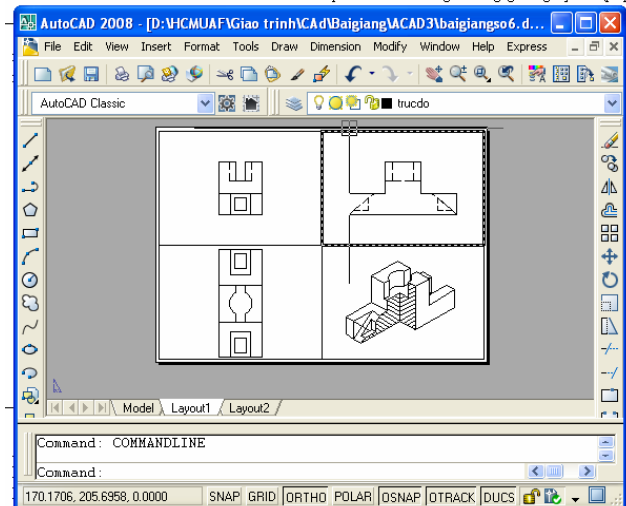 AutoCAD 2008 - [D:\HCMUAF\Giao trinh\CAd\Baigiang\ACAD3\baigiangso6.d...
File Edit View Insert Format Tools Draw Dimension Modify Window Help Express
AutoCAD Classic trucdo
Model Layout1 Layout2
Command: COMMANDLINE
Command:
170.1706, 205.6958, 0.0000 SNAP GRID ORTHO POLAR OSNAP OTRACK DUCS